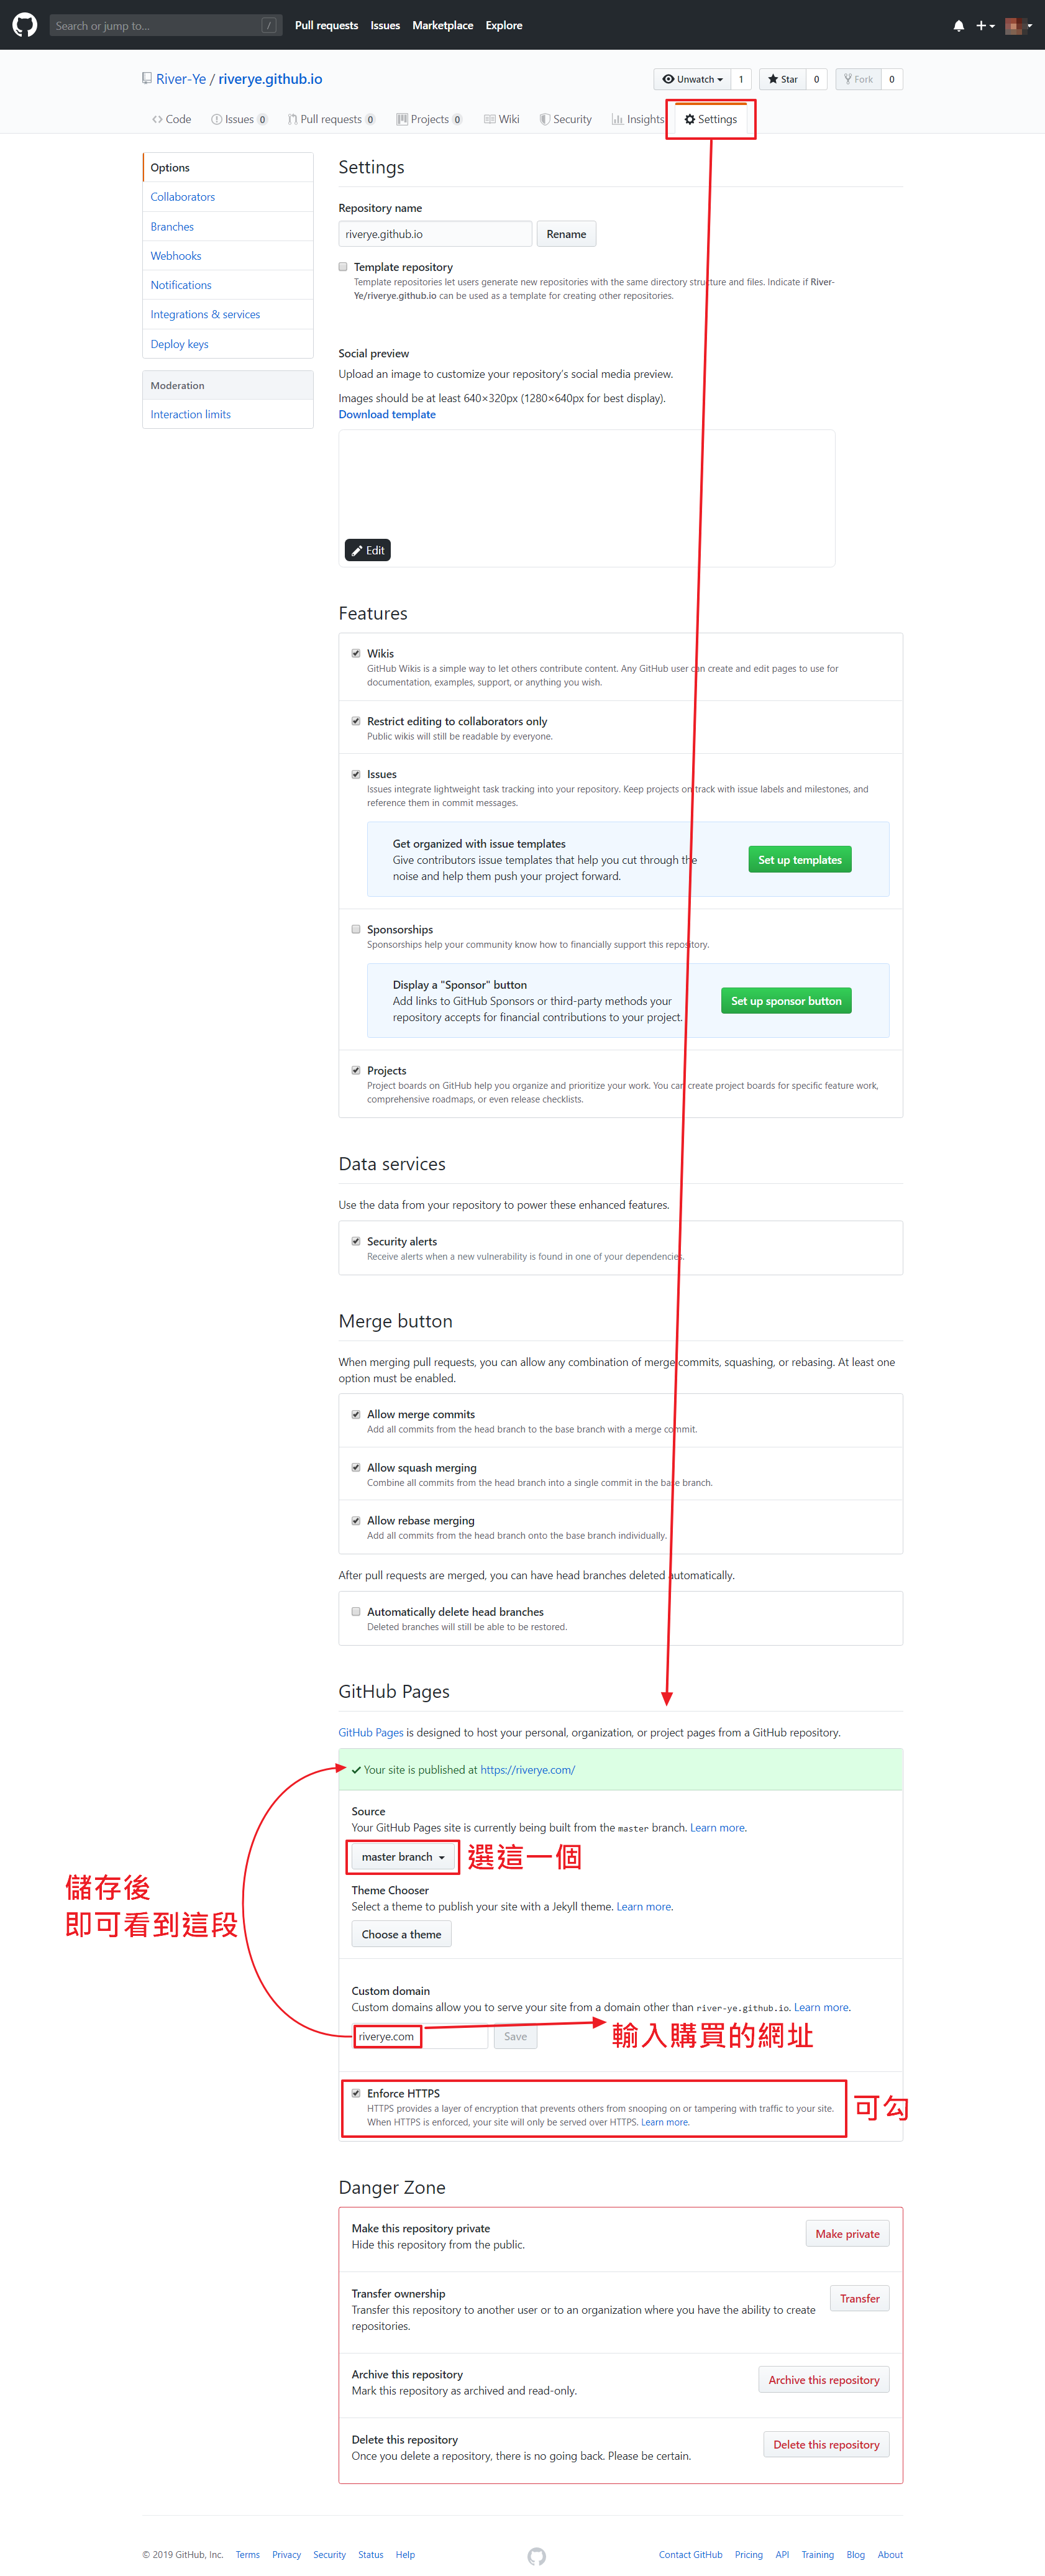 Search or jump to...
/
Pull requests Issues Marketplace Explore
River-Ye / riverye.github.io
Unwatch 1
Star 0
Fork 0
Code
Issues 0
Pull requests 0
Projects 0
Wiki
Security
Insights
Settings
Options
Collaborators
Branches
Webhooks
Notifications
Integrations & services
Deploy keys
Moderation
Interaction limits
Settings
Repository name
riverye.github.io
Rename
Template repository
Template repositories let users generate new repositories with the same directory structure and files. Indicate if River-
Ye/riverye.github.io can be used as a template for creating other repositories.
Social preview
Upload an image to customize your repository's social media preview.
Images should be at least 640×320px (1280×640px for best display).
Download template
Edit
Features
Wikis
GitHub Wikis is a simple way to let others contribute content. Any GitHub user can create and edit pages to use for
documentation, examples, support, or anything you wish.
Restrict editing to collaborators only
Public wikis will still be readable by everyone.
Issues
Issues integrate lightweight task tracking into your repository. Keep projects on track with issue labels and milestones, and
reference them in commit messages.
Get organized with issue templates
Give contributors issue templates that help you cut through the
noise and help them push your project forward.
Set up templates
Sponsorships
Sponsorships help your community know how to financially support this repository.
Display a "Sponsor" button
Add links to GitHub Sponsors or third-party methods your
repository accepts for financial contributions to your project.
Set up sponsor button
Projects
Project boards on GitHub help you organize and prioritize your work. You can create project boards for specific feature work,
comprehensive roadmaps, or even release checklists.
Data services
Use the data from your repository to power these enhanced features.
Security alerts
Receive alerts when a new vulnerability is found in one of your dependencies.
Merge button
When merging pull requests, you can allow any combination of merge commits, squashing, or rebasing. At least one
option must be enabled.
Allow merge commits
Add all commits from the head branch to the base branch with a merge commit.
Allow squash merging
Combine all commits from the head branch into a single commit in the base branch.
Allow rebase merging
Add all commits from the head branch onto the base branch individually.
After pull requests are merged, you can have head branches deleted automatically.
Automatically delete head branches
Deleted branches will still be able to be restored.
GitHub Pages
GitHub Pages is designed to host your personal, organization, or project pages from a GitHub repository.
Your site is published at https://riverye.com/
Source
Your GitHub Pages site is currently being built from the master branch. Learn more.
master branch
選這一個
儲存後
即可看到這段
Theme Chooser
Select a theme to publish your site with a Jekyll theme. Learn more.
Choose a theme
Custom domain
Custom domains allow you to serve your site from a domain other than river-ye.github.io. Learn more.
riverye.com
Save
輸入購買的網址
Enforce HTTPS
HTTPS provides a layer of encryption that prevents others from snooping on or tampering with traffic to your site.
When HTTPS is enforced, your site will only be served over HTTPS. Learn more.
可勾
Danger Zone
Make this repository private
Hide this repository from the public.
Make private
Transfer ownership
Transfer this repository to another user or to an organization where you have the ability to create
repositories.
Transfer
Archive this repository
Mark this repository as archived and read-only.
Archive this repository
Delete this repository
Once you delete a repository, there is no going back. Please be certain.
Delete this repository
© 2019 GitHub, Inc. Terms Privacy Security Status Help
Contact GitHub Pricing API Training Blog About